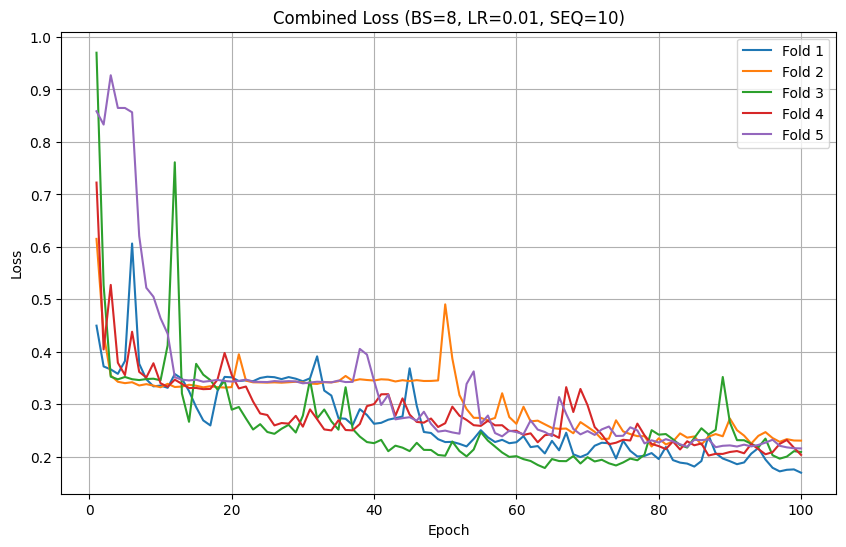 Combined Loss (BS=8, LR=0.01, SEQ=10)
Loss
1.0
0.9
0.8
0.7
0.6
0.5
0.4
0.3
0.2
Fold 1
Fold 2
Fold 3
Fold 4
Fold 5
0 20 40 60 80 100
Epoch